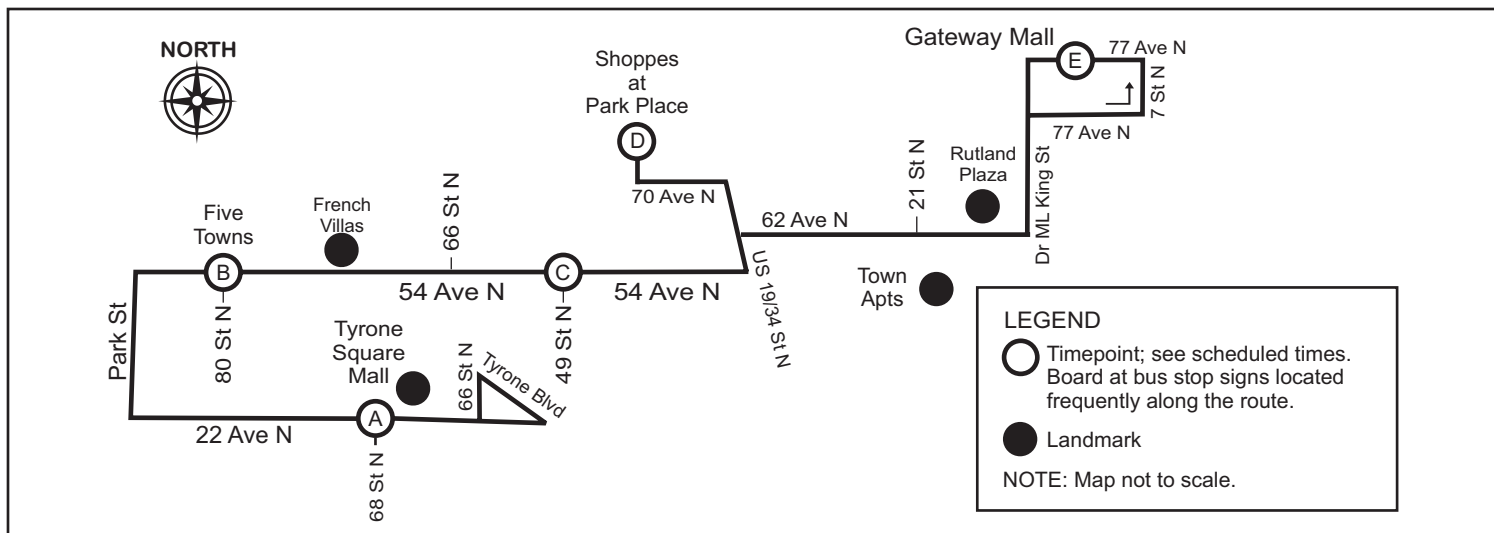 NORTH
Gateway Mall
77 Ave N
E
7 St N
77 Ave N
Shoppes
at
Park Place
D
70 Ave N
Rutland
Plaza
21 St N
62 Ave N
Dr ML King St
US 19/34 St N
Town
Apts
Five
Towns
B
80 St N
French
Villas
66 St N
54 Ave N
C
49 St N
54 Ave N
Park St
Tyrone
Square
Mall
66 St N
Tyrone Blvd
A
22 Ave N
68 St N
LEGEND
Timepoint; see scheduled times.
Board at bus stop signs located
frequently along the route.
Landmark
NOTE: Map not to scale.